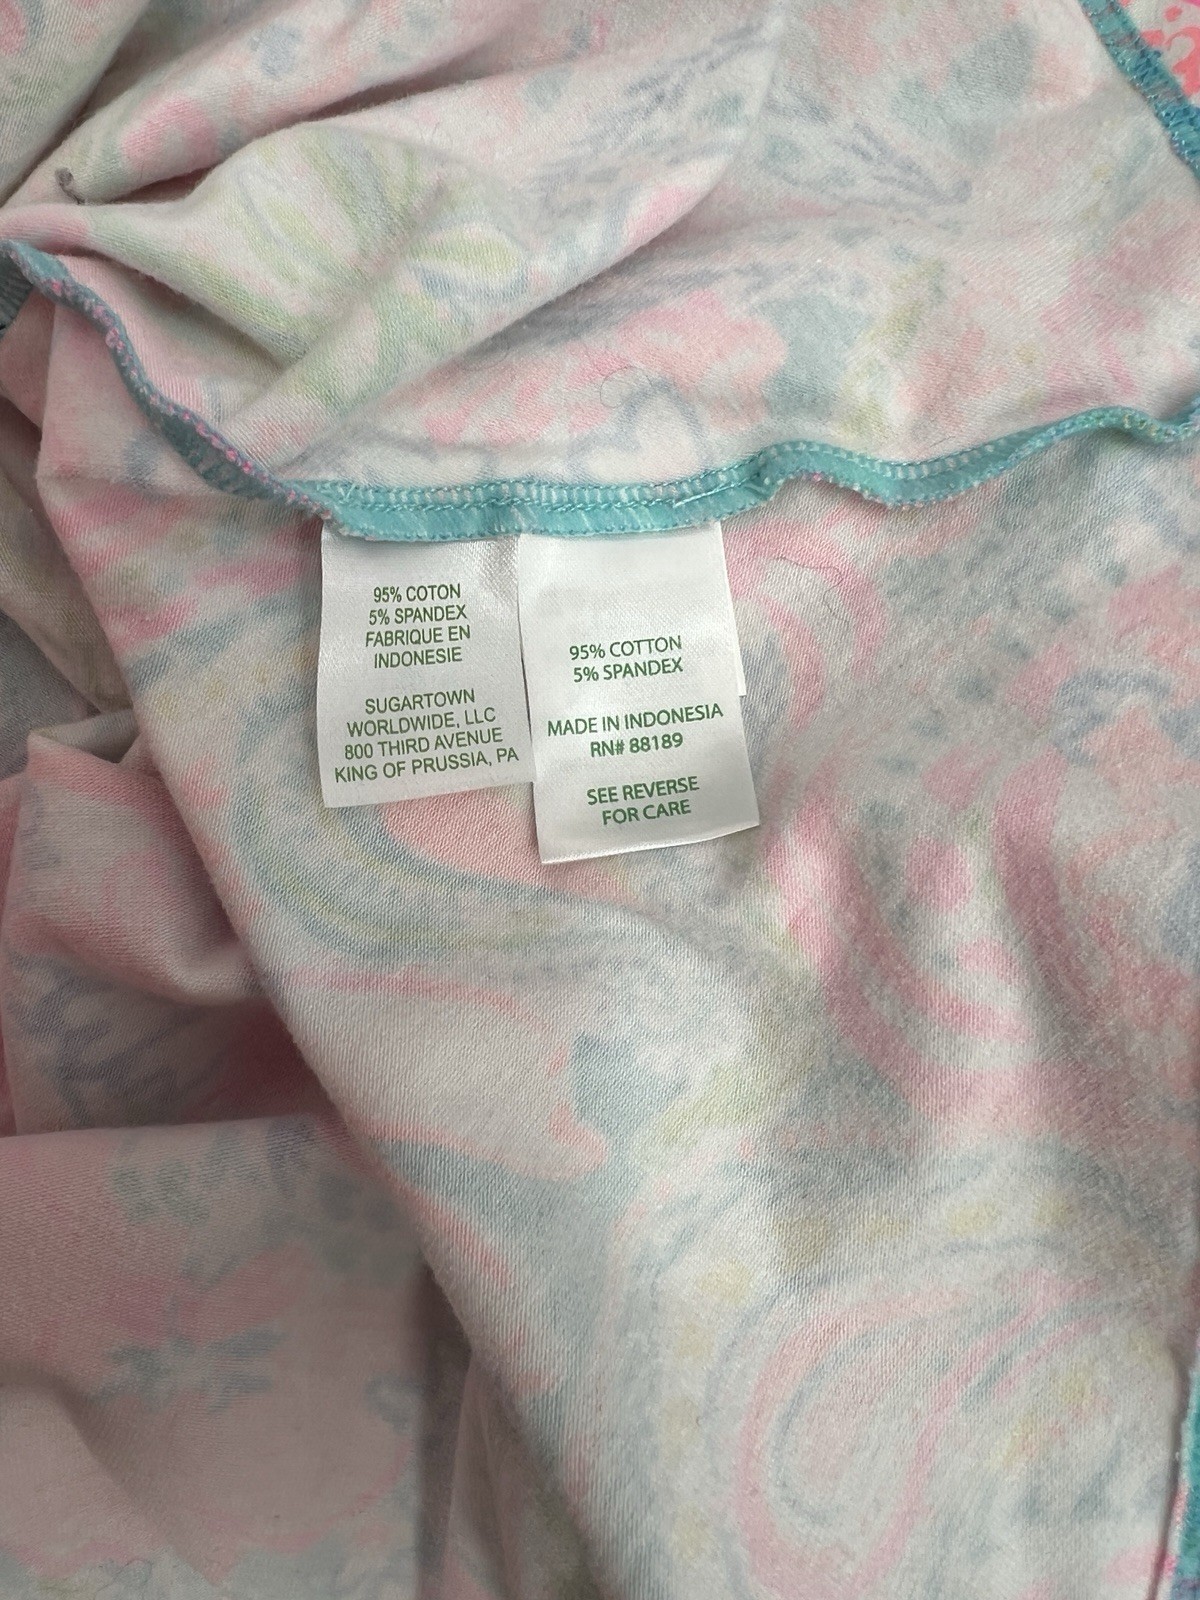 95% COTON
5% SPANDEX
FABRIQUE EN
INDONESIE
SUGARTOWN
WORLDWIDE, LLC
800 THIRD AVENUE
KING OF PRUSSIA, PA
95% COTTON
5% SPANDEX
MADE IN INDONESIA
RN# 88189
SEE REVERSE
FOR CARE